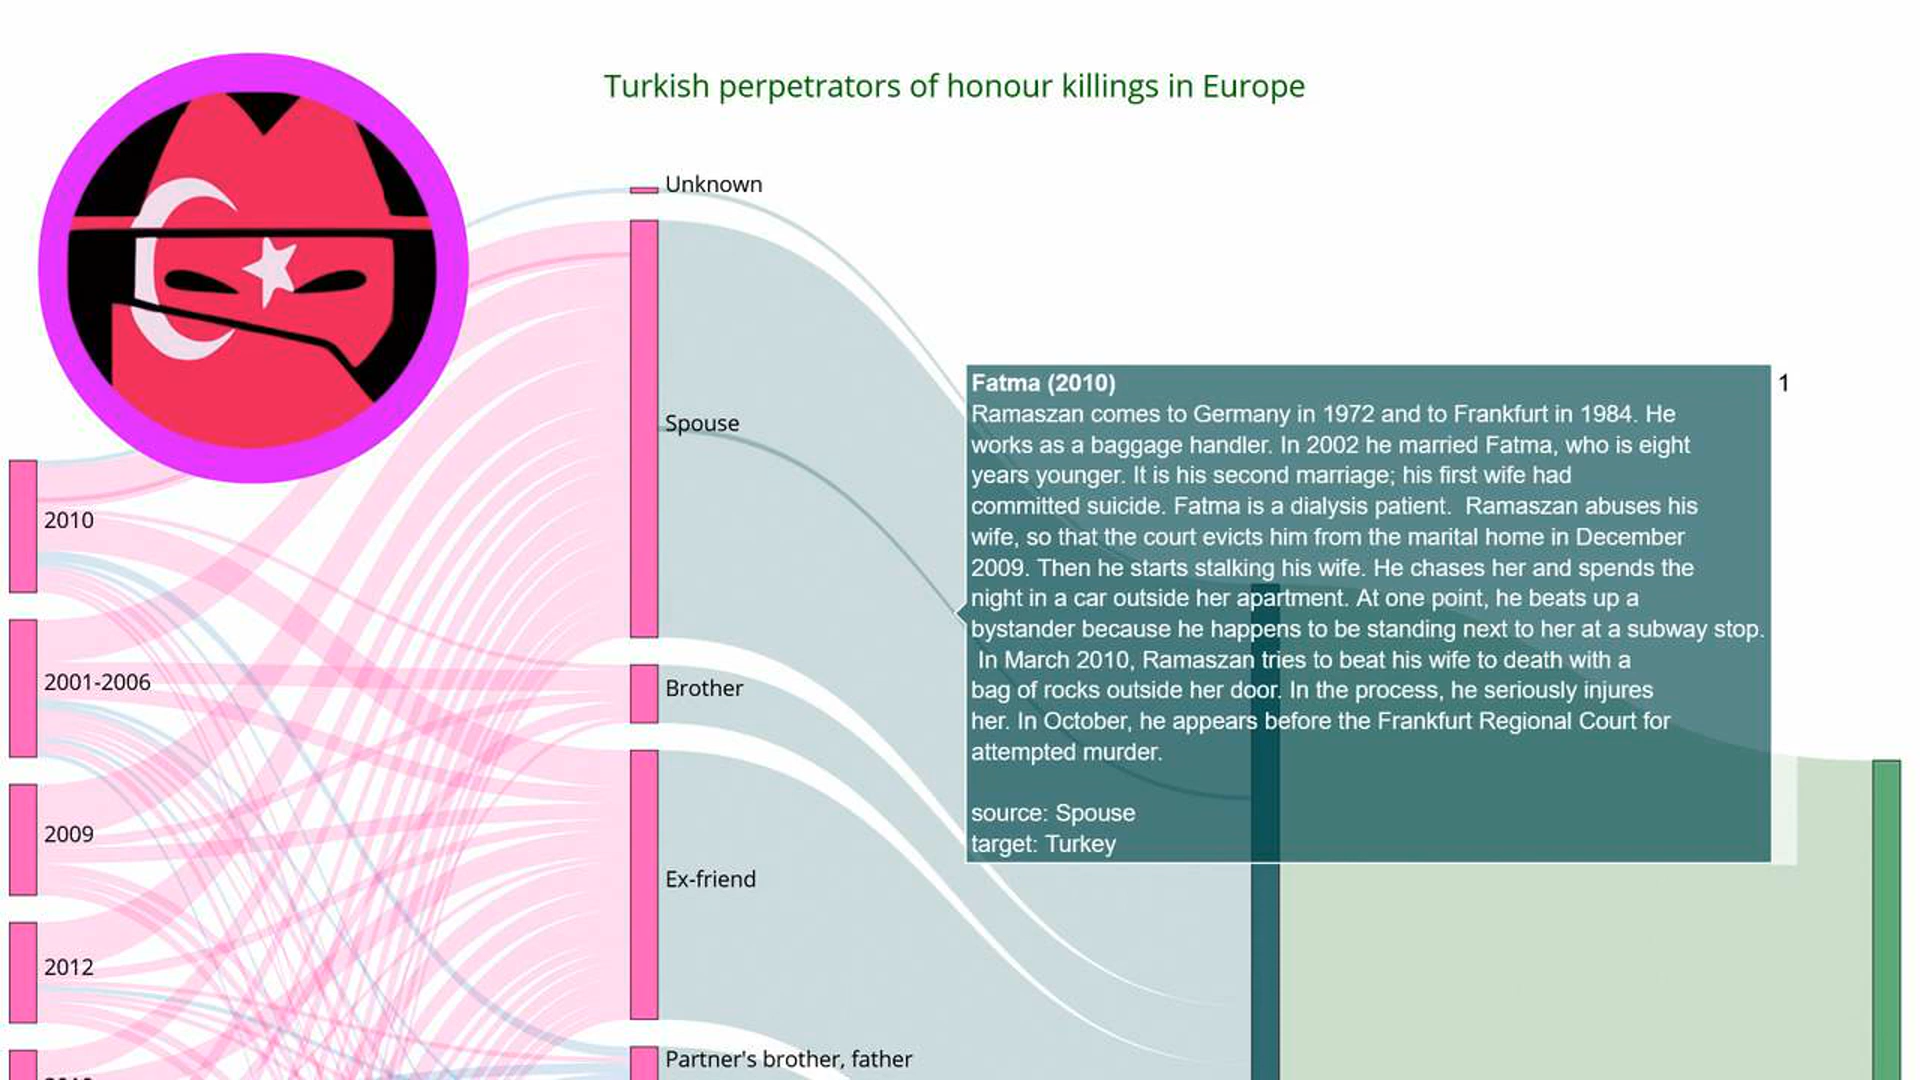 Turkish perpetrators of honour killings in Europe
Unknown
Spouse
Fatma (2010)
Ramaszan comes to Germany in 1972 and to Frankfurt in 1984. He
works as a baggage handler. In 2002 he married Fatma, who is eight
years younger. It is his second marriage; his first wife had
committed suicide. Fatma is a dialysis patient.  Ramaszan abuses his
wife, so that the court evicts him from the marital home in December
2009. Then he starts stalking his wife. He chases her and spends the
night in a car outside her apartment. At one point, he beats up a
bystander because he happens to be standing next to her at a subway stop.
In March 2010, Ramaszan tries to beat his wife to death with a
bag of rocks outside her door. In the process, he seriously injures
her. In October, he appears before the Frankfurt Regional Court for
attempted murder.
source: Spouse
target: Turkey
1
2010
2001-2006
Brother
2009
Ex-friend
2012
Partner's brother, father